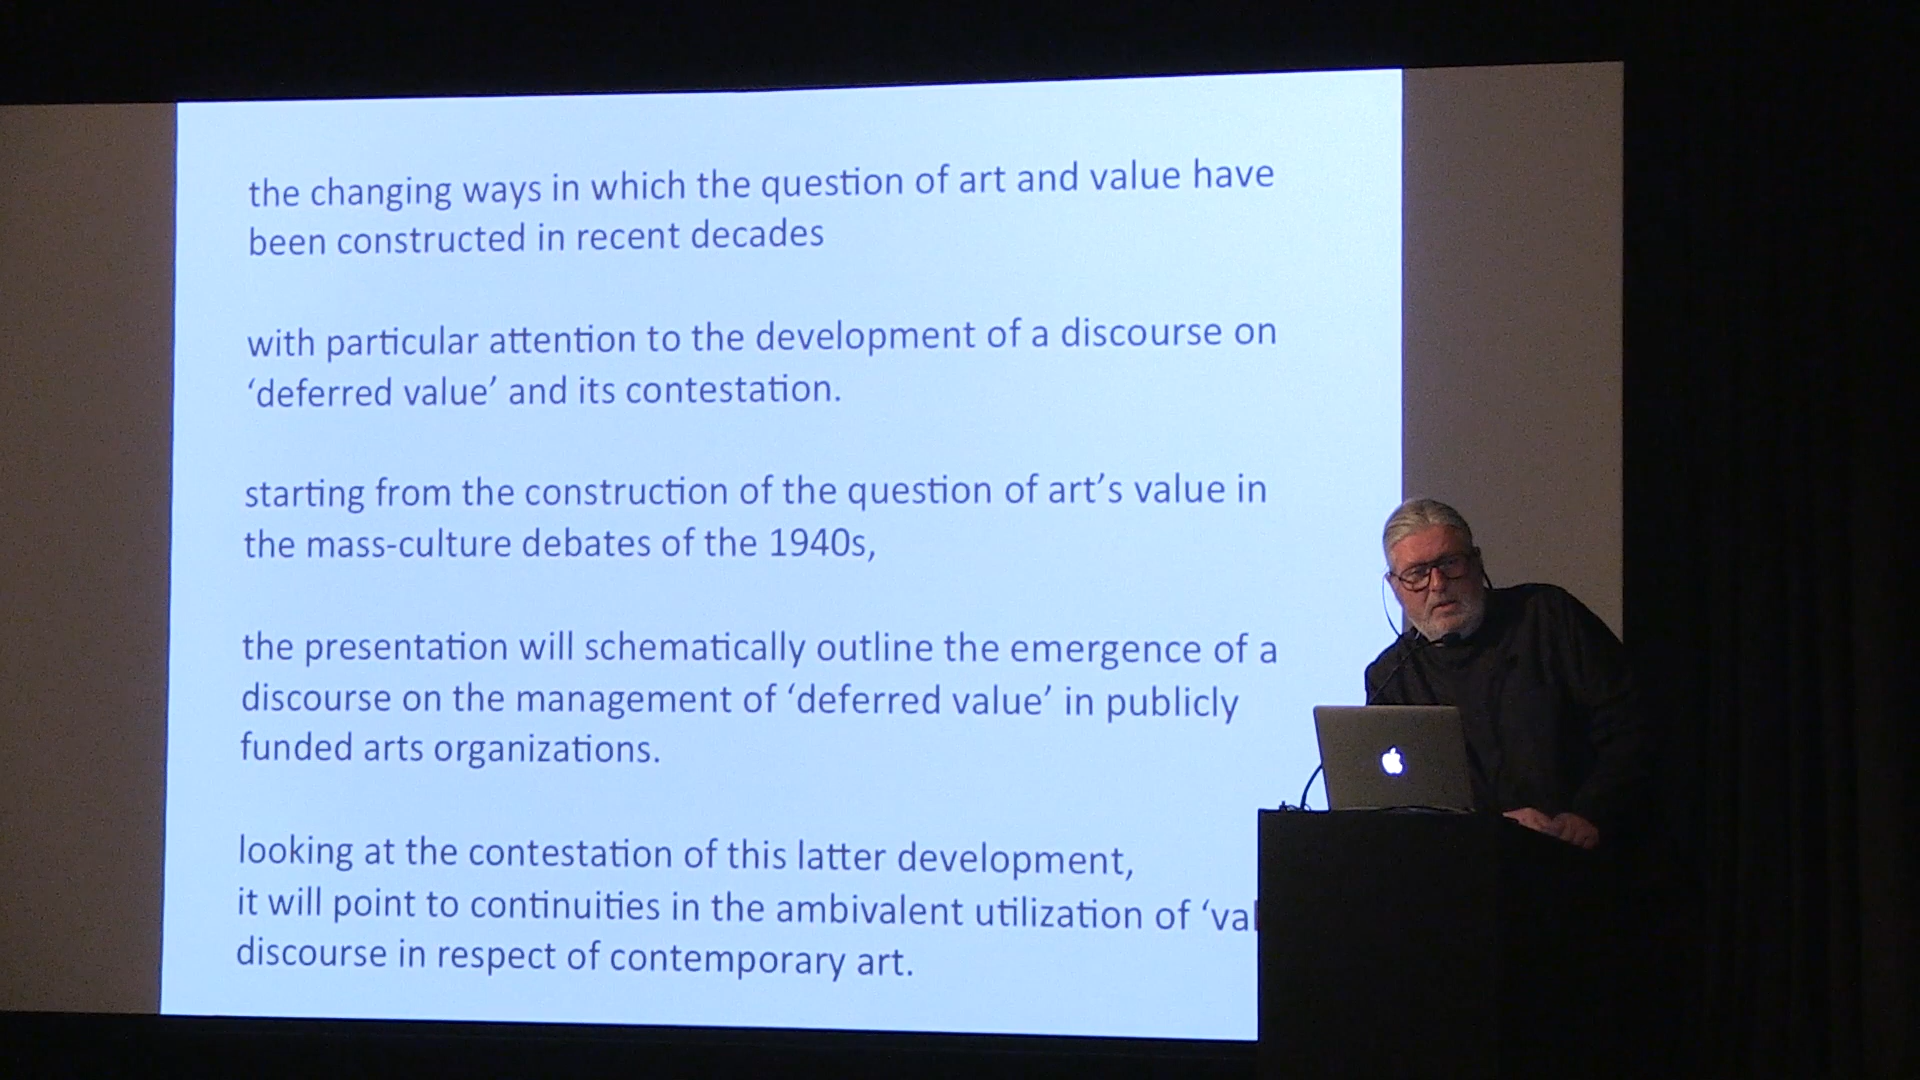 the changing ways in which the question of art and value have
been constructed in recent decades
with particular attention to the development of a discourse on
‘deferred value’ and its contestation.
starting from the construction of the question of art’s value in
the mass-culture debates of the 1940s,
the presentation will schematically outline the emergence of a
discourse on the management of ‘deferred value’ in publicly
funded arts organizations.
looking at the contestation of this latter development,
it will point to continuities in the ambivalent utilization of
discourse in respect of contemporary art.